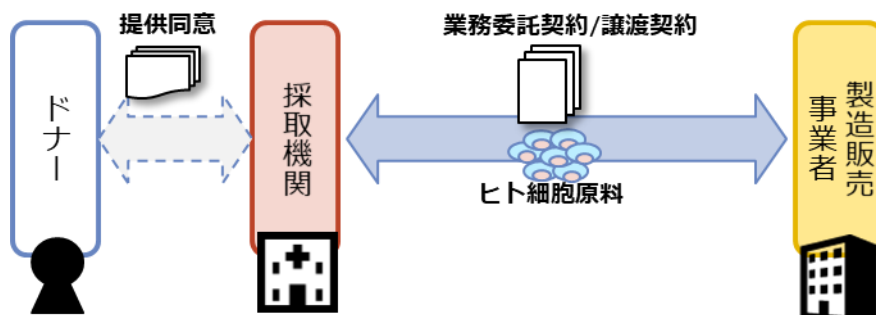 提供同意
業務委託契約/譲渡契約
ドナー
採取機関
ヒト細胞原料
製造販売
事業者